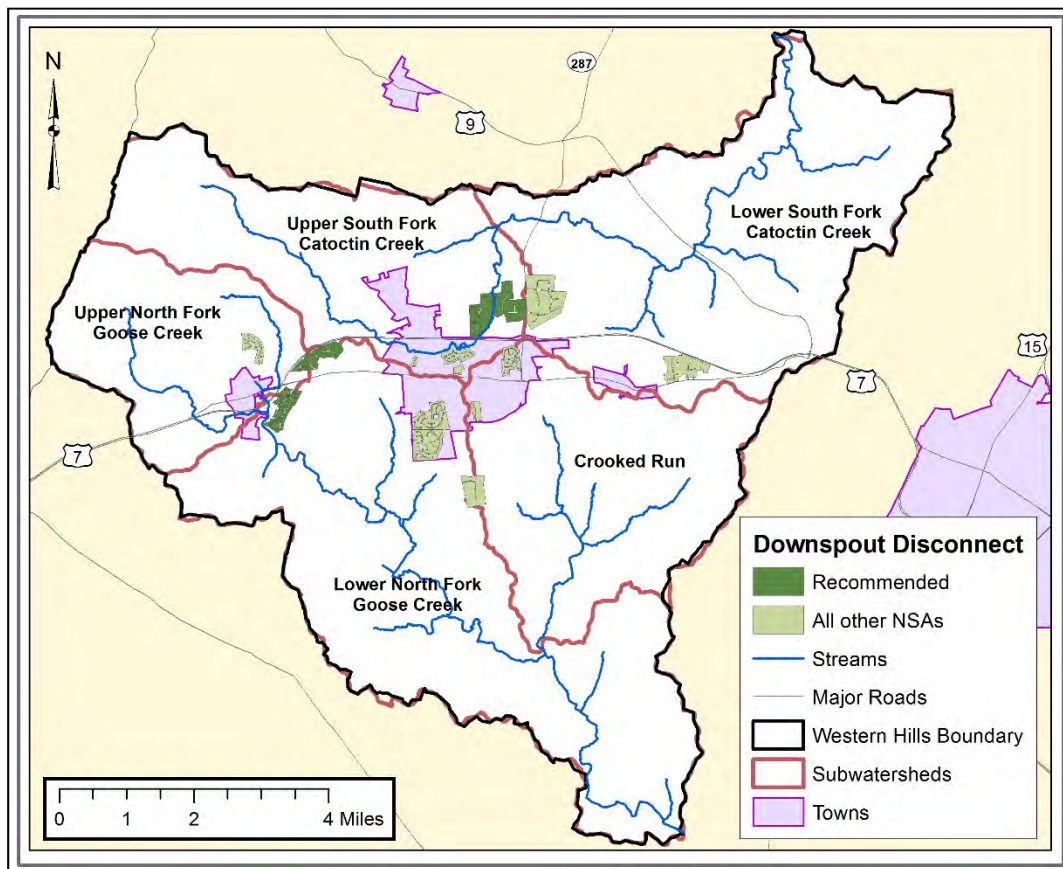 N
287
9
Upper South Fork
Catoctin Creek
Lower South Fork
Catoctin Creek
Upper North Fork
Goose Creek
15
7
7
Crooked Run
Lower North Fork
Goose Creek
Downspout Disconnect
Recommended
All other NSAs
Streams
Major Roads
Western Hills Boundary
Subwatersheds
Towns
0 1 2 4 Miles